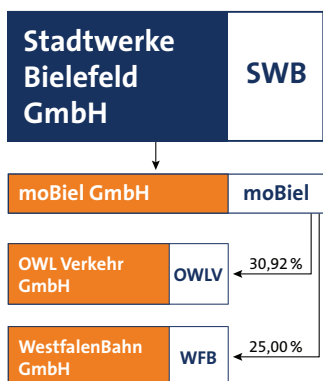 Stadtwerke
Bielefeld
GmbH
SWB
moBiel GmbH
moBiel
OWL Verkehr
GmbH
OWLV
30,92 %
WestfalenBahn
GmbH
WFB
25,00 %